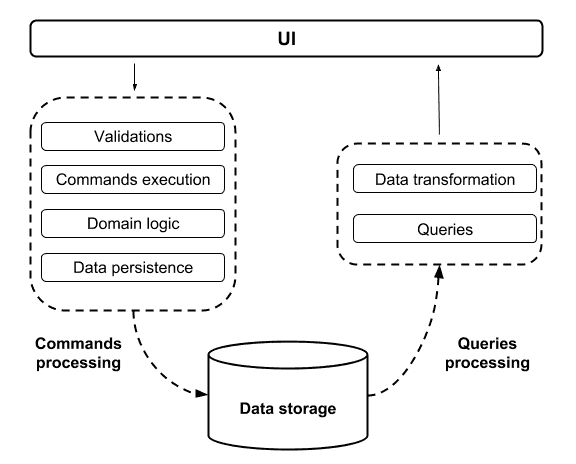 UI
Validations
Commands execution
Domain logic
Data persistence
Data transformation
Queries
Commands
processing
Queries
processing
Data storage